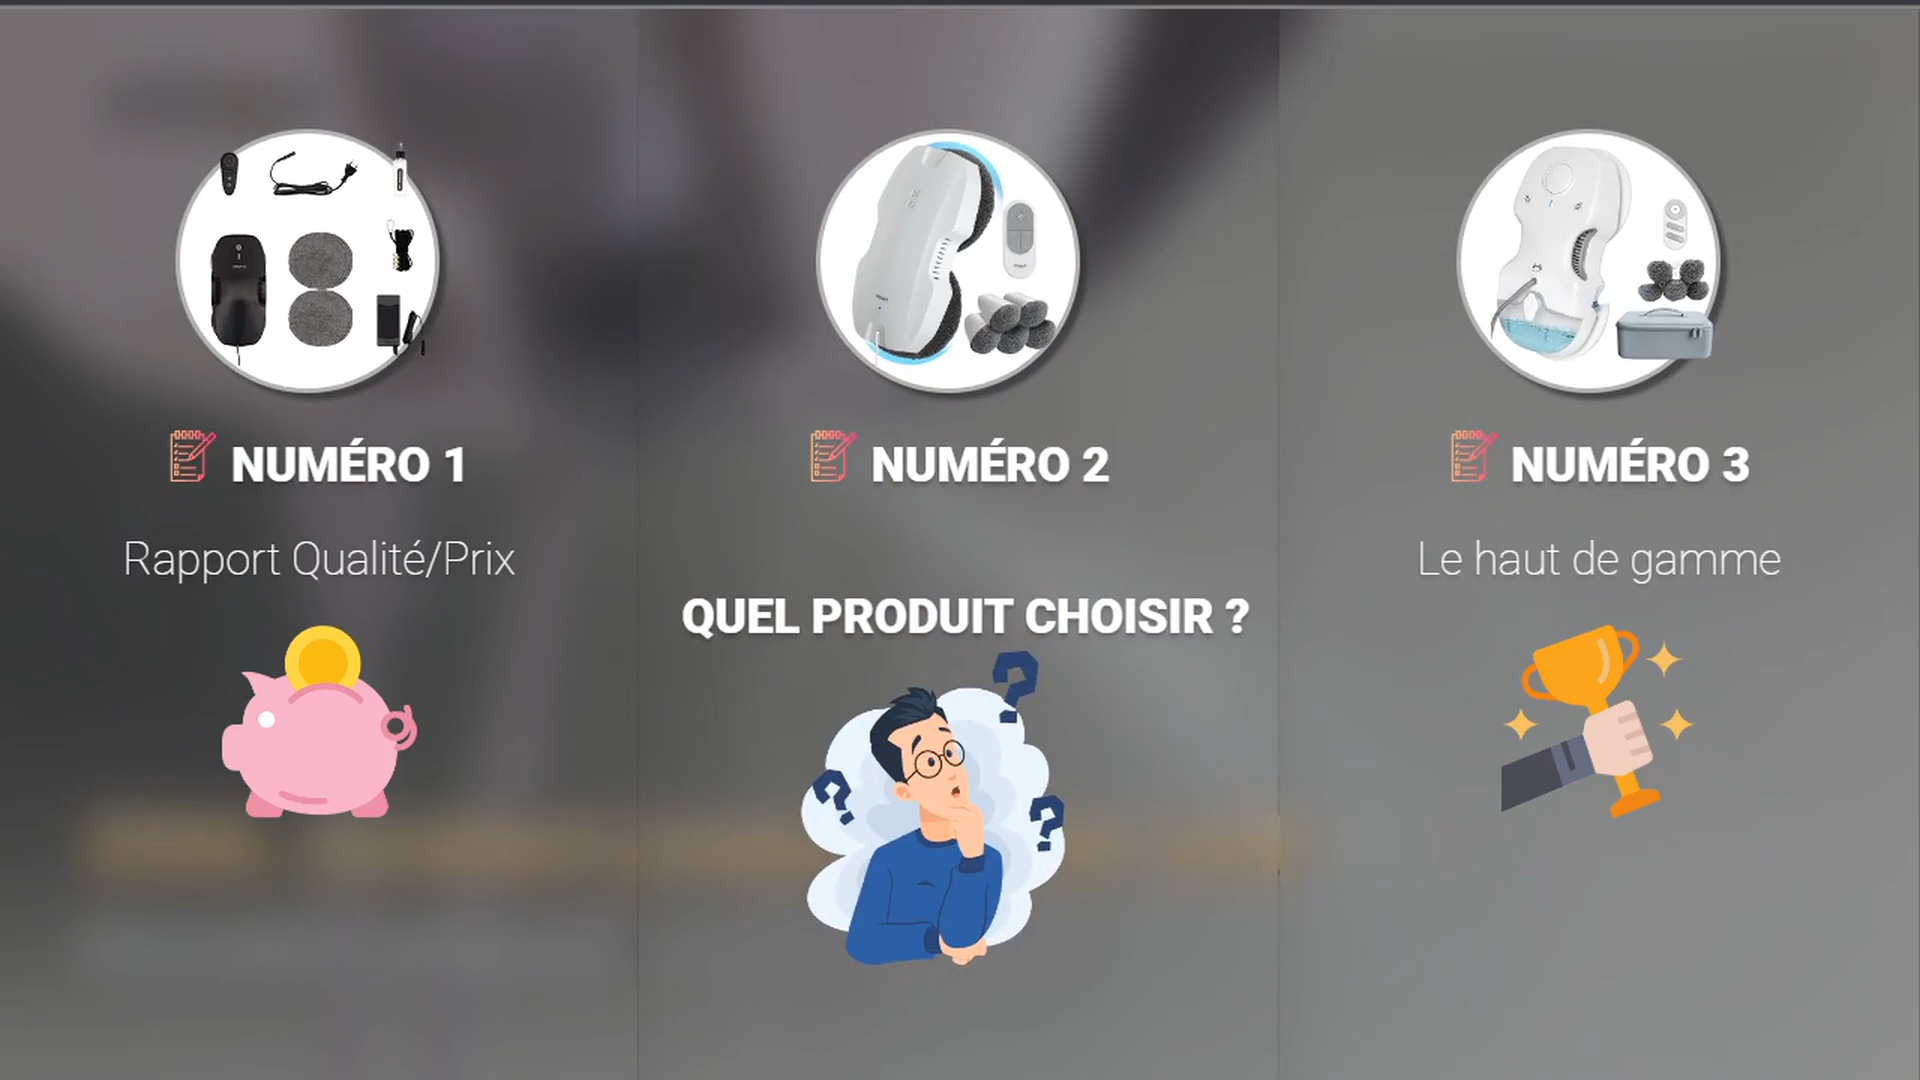 NUMÉRO 1
Rapport Qualité/Prix
NUMÉRO 2
QUEL PRODUIT CHOISIR ?
?
?
?
NUMÉRO 3
Le haut de gamme